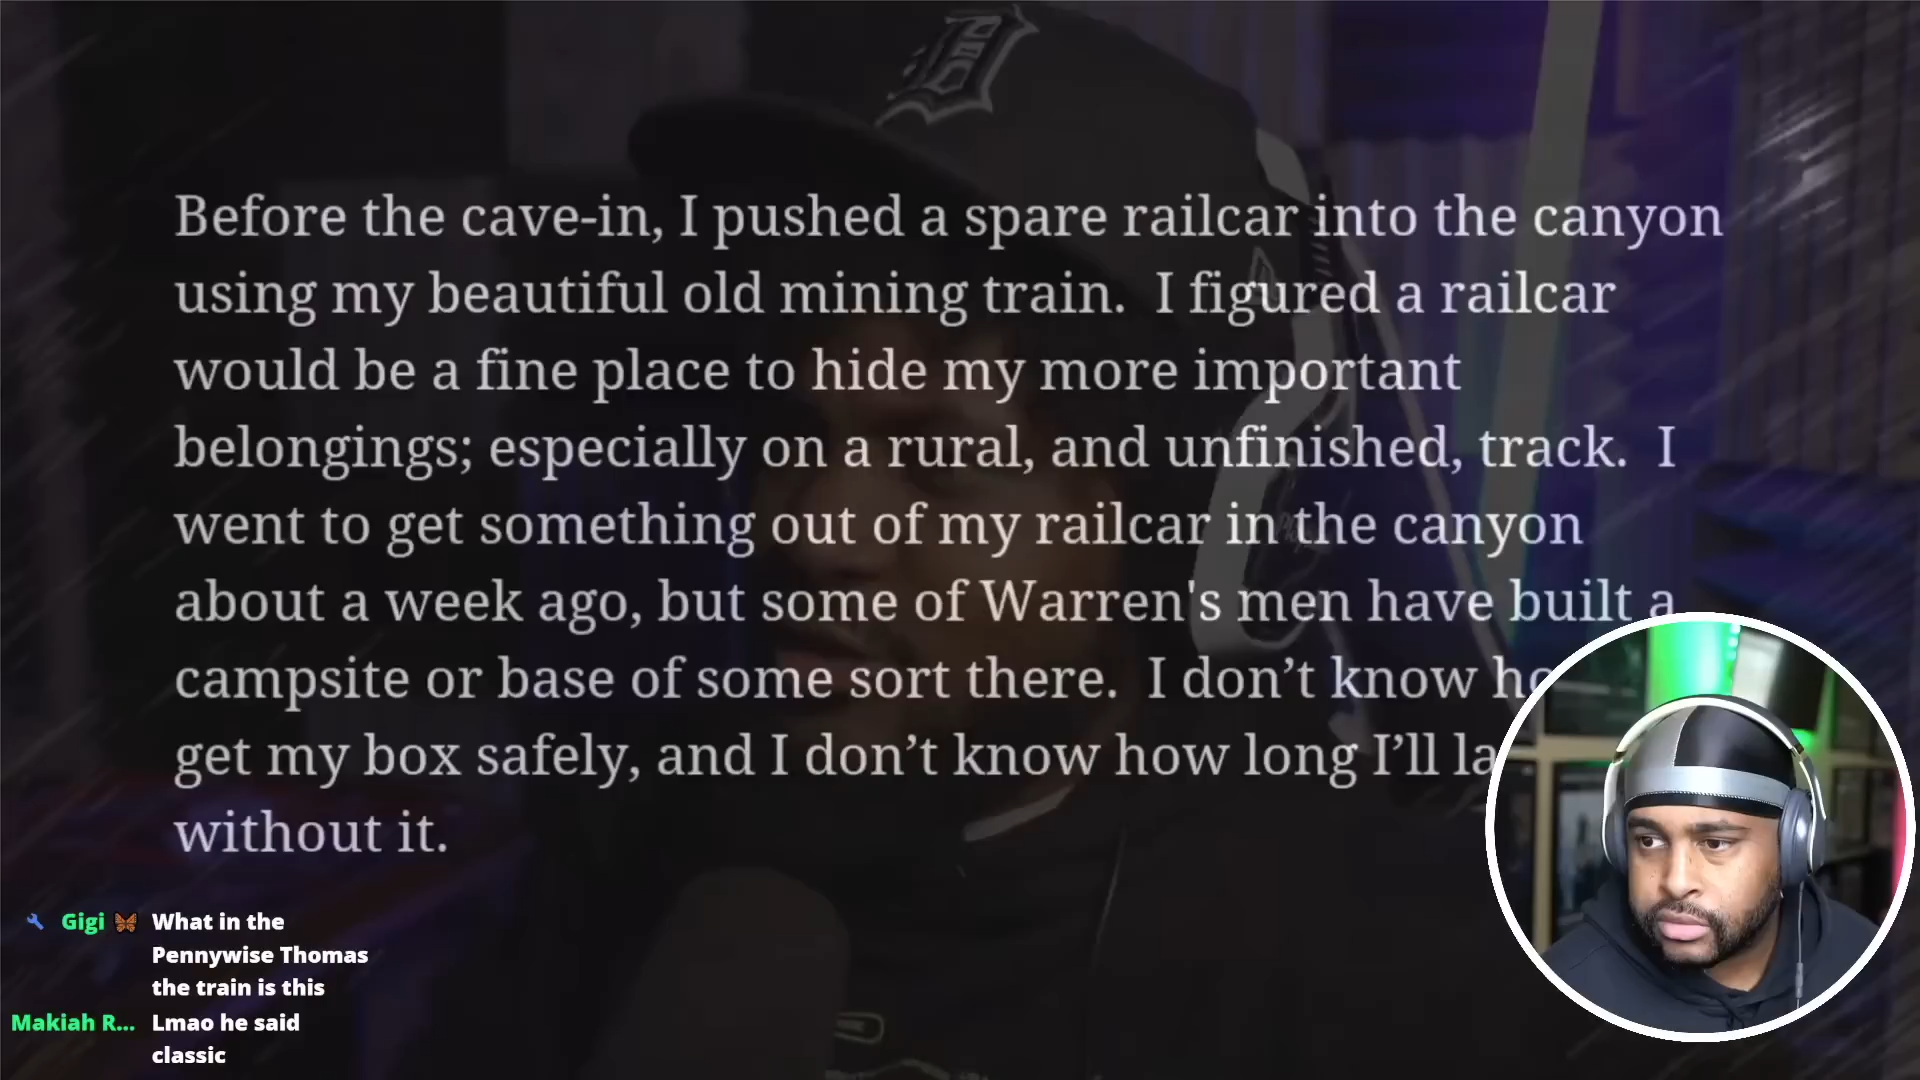 Before the cave-in, I pushed a spare railcar into the canyon
using my beautiful old mining train. I figured a railcar
would be a fine place to hide my more important
belongings; especially on a rural, and unfinished, track. I
went to get something out of my railcar in the canyon
about a week ago, but some of Warren's men have built a
campsite or base of some sort there. I don’t know
get my box safely, and I don’t know how long I’ll
without it.
Gigi What in the
Pennywise Thomas
the train is this
Makiah R... Lmao he said
classic